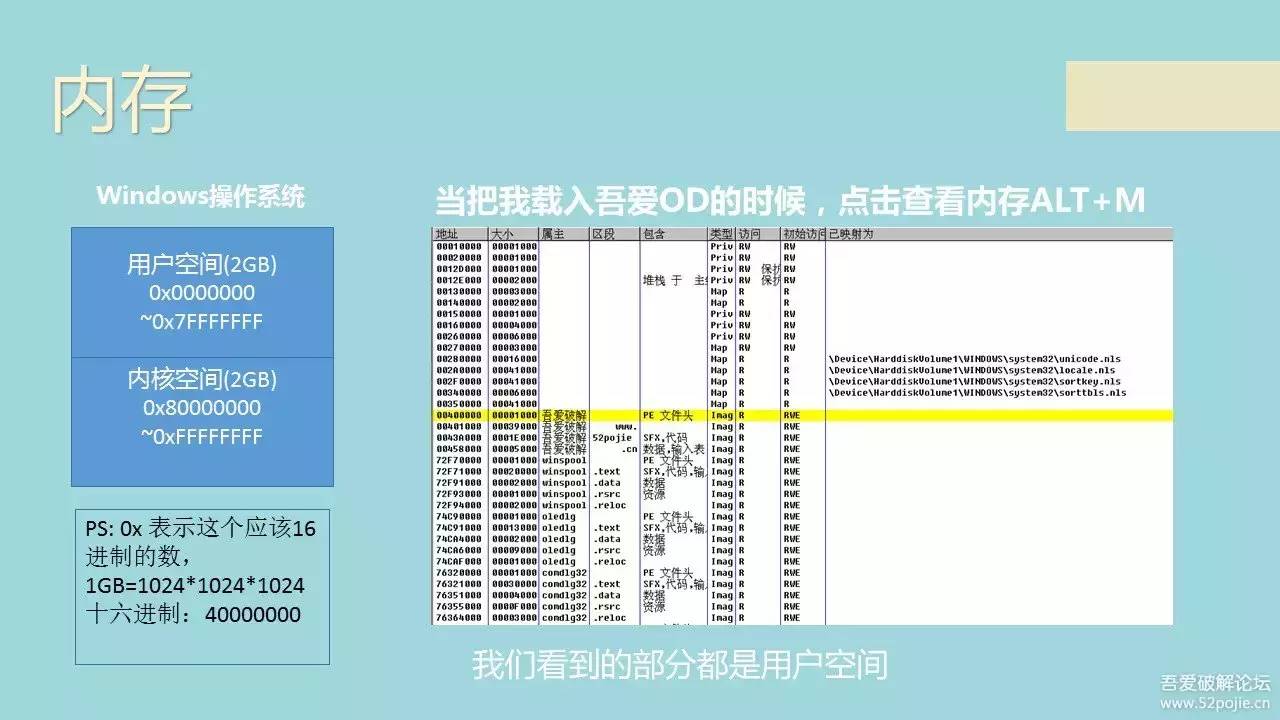 内存
Windows操作系统
用户空间(2GB)
0x0000000
~0x7FFFFFFF
内核空间(2GB)
0x80000000
~0xFFFFFFFF
PS: 0x 表示这个应该16
进制的数，
1GB=1024*1024*1024
十六进制：40000000
当把我载入吾爱OD的时候，点击查看内存ALT+M
地址 大小 属主 区段 包含 类型 访问 初始访问 已映射为
00010000 00001000 Priv RW RW
00020000 00001000 Priv RW RW
0012D000 00001000 Priv RW 保护 RW
0012E000 00002000 堆栈 于 主 Priv RW 保护 RW
00130000 00003000 Map R R
00140000 00002000 Map R R
00150000 00001000 Priv RW RW
00160000 00004000 Priv RW RW
00260000 00006000 Priv RW RW
00270000 00003000 Map RW RW
00280000 00016000 Map R R \Device\HarddiskVolume1\WINDOWS\system32\unicode.nls
002A0000 00041000 Map R R \Device\HarddiskVolume1\WINDOWS\system32\locale.nls
002F0000 00041000 Map R R \Device\HarddiskVolume1\WINDOWS\system32\sortkey.nls
00340000 00006000 Map R R \Device\HarddiskVolume1\WINDOWS\system32\sorttbls.nls
00350000 00041000 Map R R
00400000 00001000 吾爱破解 PE 文件头 Imag R RWE
00401000 00039000 吾爱破解 www. Imag R RWE
0043A000 0001E000 吾爱破解 52pojie SFX,代码 Imag R RWE
00458000 00005000 吾爱破解 .cn 数据,输入表 Imag R RWE
72F70000 00001000 winspool PE 文件头 Imag R RWE
72F71000 00020000 winspool .text SFX,代码,输 Imag R RWE
72F91000 00002000 winspool .data 数据 Imag R RWE
72F93000 00001000 winspool .rsrc 资源 Imag R RWE
72F94000 00002000 winspool .reloc Imag R RWE
74C90000 00001000 oledlg PE 文件头 Imag R RWE
74C91000 00013000 oledlg .text SFX,代码,输 Imag R RWE
74CA4000 00002000 oledlg .data 数据 Imag R RWE
74CA6000 00009000 oledlg .rsrc 资源 Imag R RWE
74CAF000 00001000 oledlg .reloc Imag R RWE
76320000 00001000 comdlg32 PE 文件头 Imag R RWE
76321000 00030000 comdlg32 .text SFX,代码,输 Imag R RWE
76351000 00004000 comdlg32 .data 数据 Imag R RWE
76355000 0000F000 comdlg32 .rsrc 资源 Imag R RWE
76364000 00003000 comdlg32 .reloc Imag R RWE
我们看到的部分都是用户空间
吾爱破解论坛
www.52pojie.cn